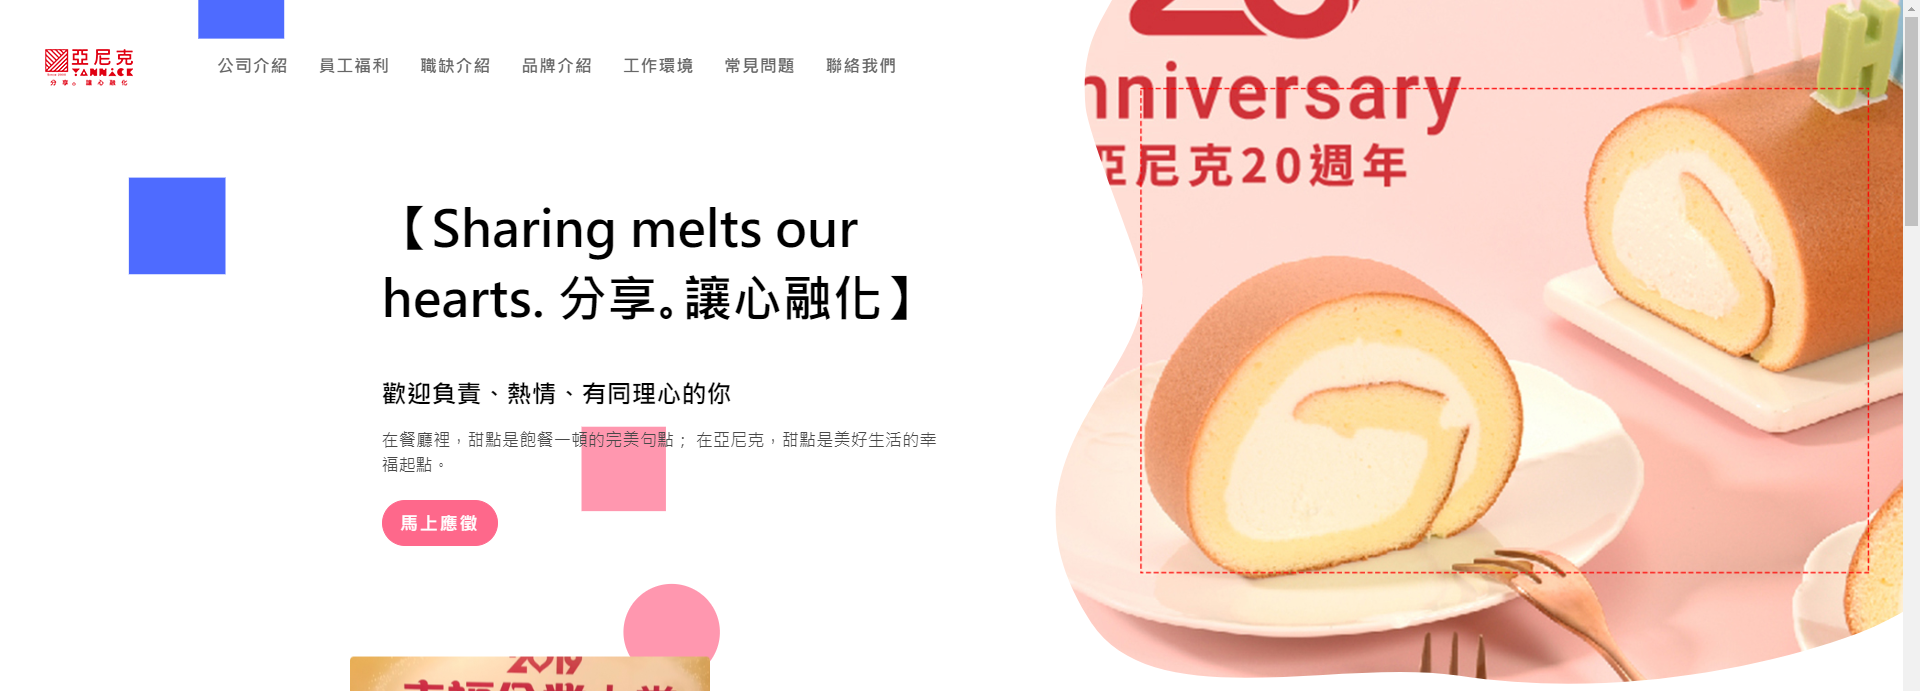 亞尼克
YANNICK
分享。讓心融化
公司介紹
員工福利
職缺介紹
品牌介紹
工作環境
常見問題
聯絡我們
【Sharing melts our
hearts. 分享。讓心融化】
歡迎負責、熱情、有同理心的你
在餐廳裡，甜點是飽餐一頓的完美句點； 在亞尼克，甜點是美好生活的幸
福起點。
馬上應徵
20
nniversary
亞尼克20週年
H
2019